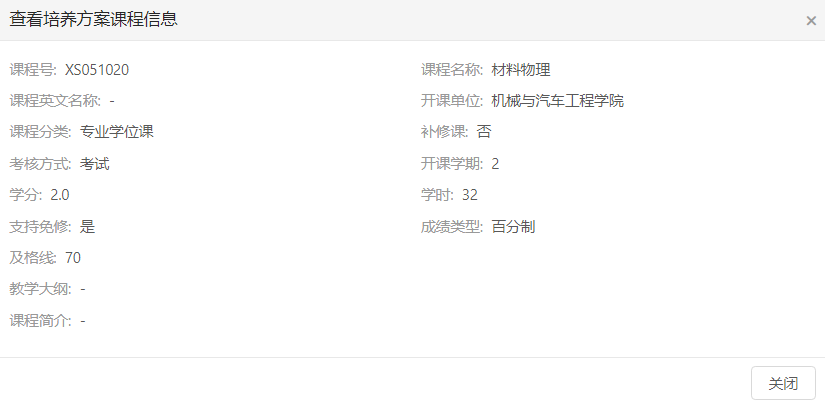 查看培养方案课程信息 ×
课程号: XS051020 课程名称: 材料物理
课程英文名称: - 开课单位: 机械与汽车工程学院
课程分类: 专业学位课 补修课: 否
考核方式: 考试 开课学期: 2
学分: 2.0 学时: 32
支持免修: 是 成绩类型: 百分制
及格线: 70
教学大纲: -
课程简介: -
关闭